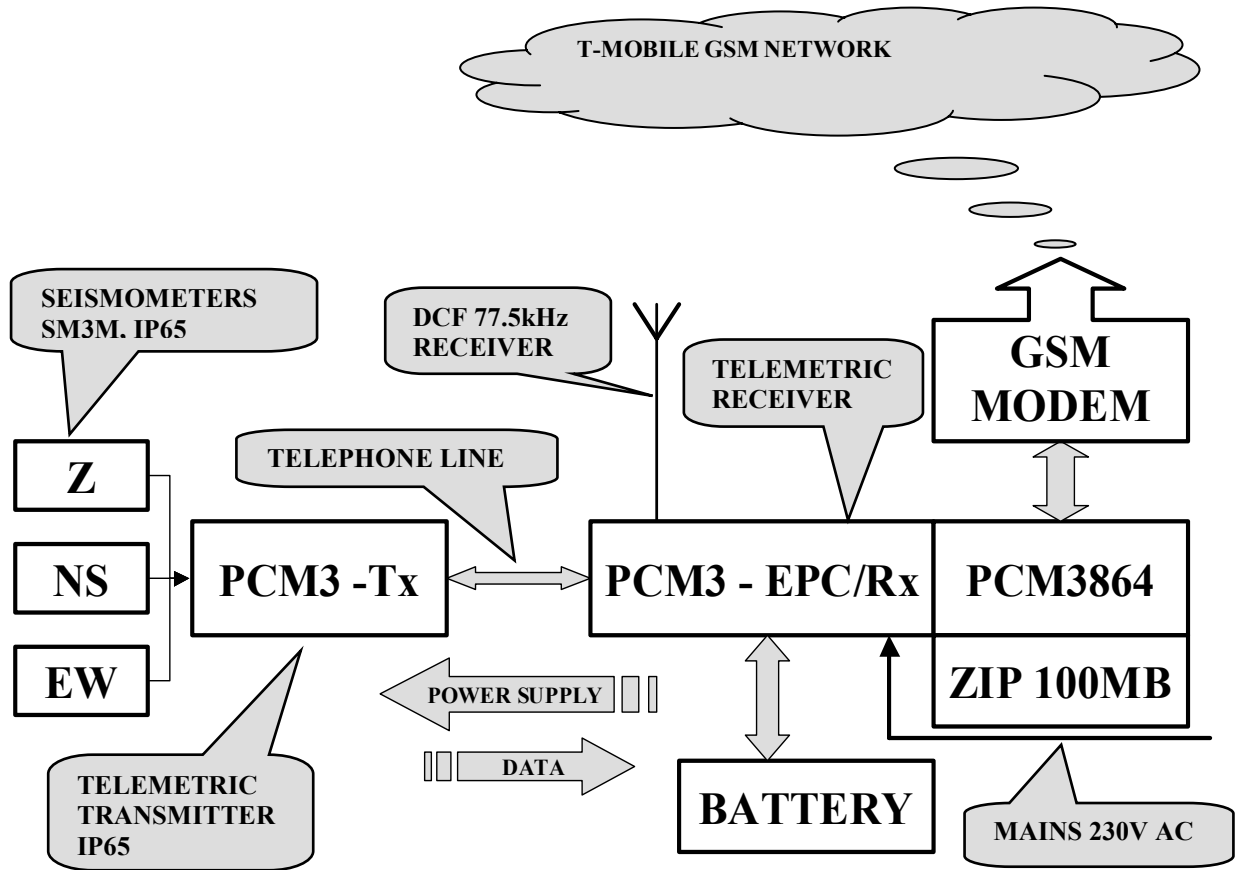 T-MOBILE GSM NETWORK
SEISMOMETERS
SM3M, IP65
DCF 77.5kHz
RECEIVER
TELEMETRIC
RECEIVER
GSM
MODEM
Z
TELEPHONE LINE
NS
PCM3 -Tx
PCM3 - EPC/Rx
PCM3864
EW
ZIP 100MB
POWER SUPPLY
DATA
TELEMETRIC
TRANSMITTER
IP65
BATTERY
MAINS 230V AC